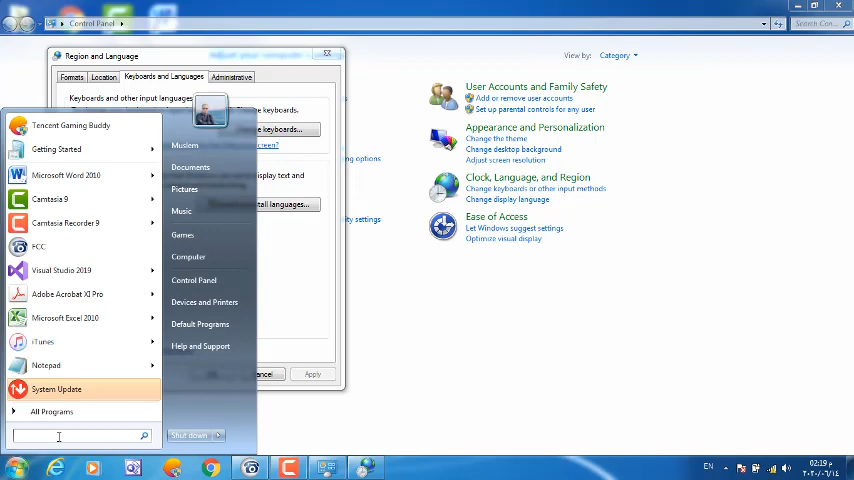 Control Panel
Search Con...
Region and Language
View by: Category
Formats
Location
Keyboards and Languages
Administrative
Keyboards and other input languages
User Accounts and Family Safety
Add or remove user accounts
Set up parental controls for any user
Tencent Gaming Buddy
keyboards.
keyboards...
Appearance and Personalization
Change the theme
Change desktop background
Adjust screen resolution
Getting Started
Muslem
Microsoft Word 2010
Documents
display text and
Camtasia 9
Pictures
install languages...
Clock, Language, and Region
Change keyboards or other input methods
Change display language
Camtasia Recorder 9
Music
Ease of Access
Let Windows suggest settings
Optimize visual display
FCC
Games
Visual Studio 2019
Computer
Adobe Acrobat XI Pro
Control Panel
Microsoft Excel 2010
Devices and Printers
iTunes
Default Programs
Notepad
Help and Support
System Update
Apply
All Programs
Shut down
EN
02:19 م
٢٠٢٠/٠٦/١٤